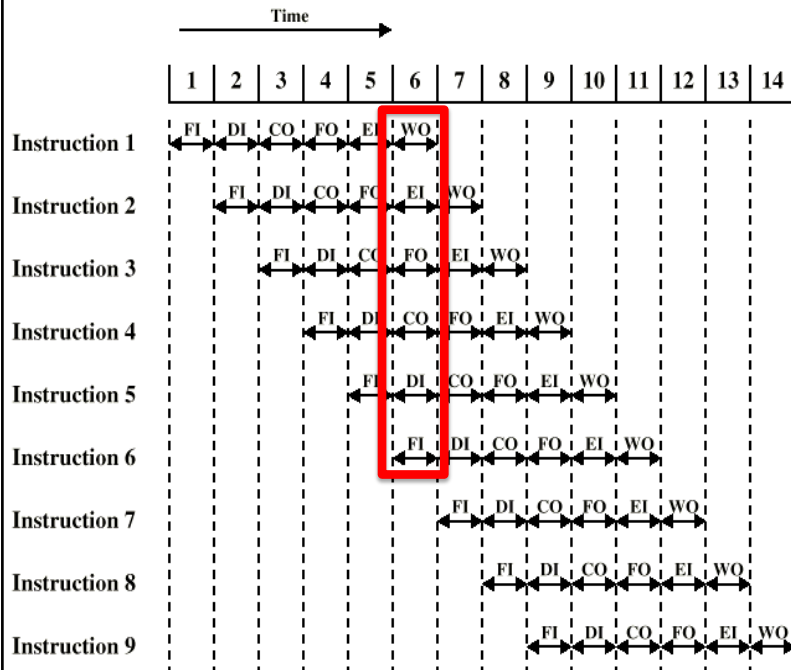 Time
1 2 3 4 5 6 7 8 9 10 11 12 13 14
Instruction 1 FI DI CO FO EI WO
Instruction 2 FI DI CO FO EI WO
Instruction 3 FI DI CO FO EI WO
Instruction 4 FI DI CO FO EI WO
Instruction 5 FI DI CO FO EI WO
Instruction 6 FI DI CO FO EI WO
Instruction 7 FI DI CO FO EI WO
Instruction 8 FI DI CO FO EI WO
Instruction 9 FI DI CO FO EI WO